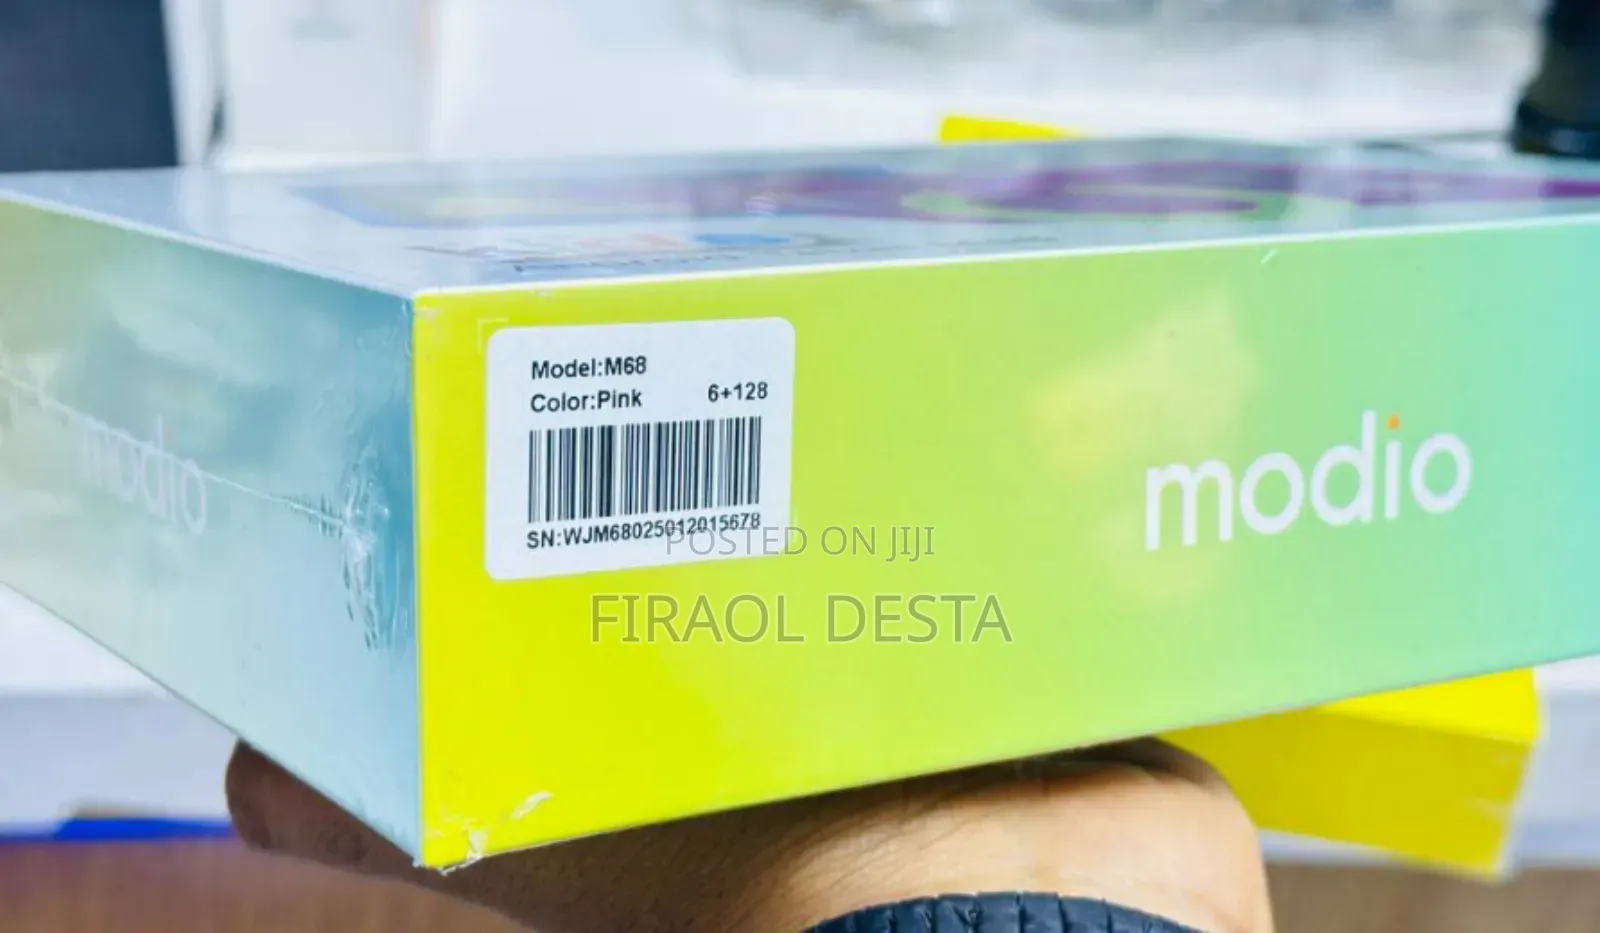 Model:M68
Color:Pink 6+128
SN:WJM68025012015678
modio
modio
POSTED ON JIJI
FIRAOL DESTA